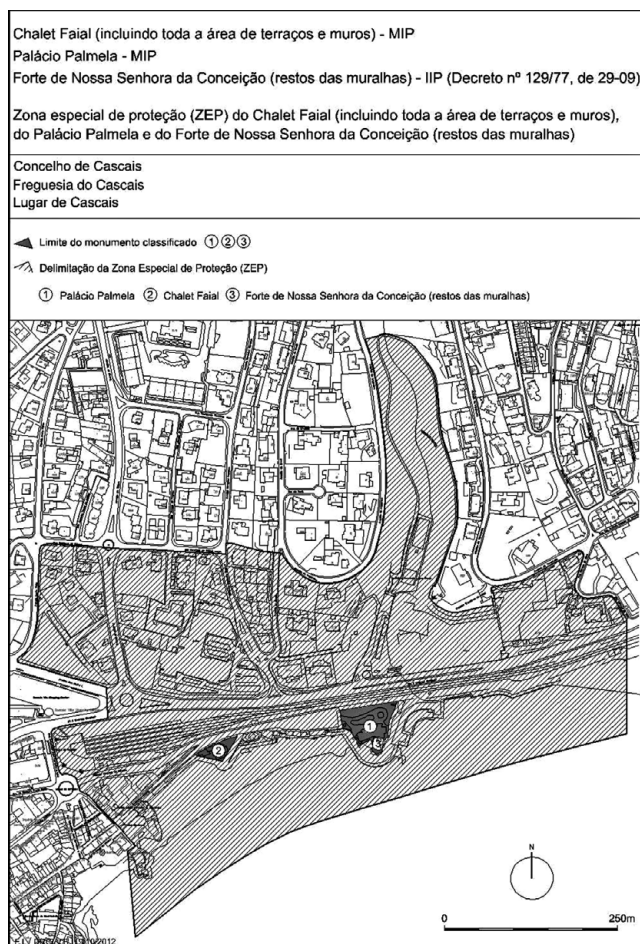 Chalet Faial (incluindo toda a área de terraços e muros) - MIP
Palácio Palmela - MIP
Forte de Nossa Senhora da Conceição (restos das muralhas) - IIP (Decreto nº 129/77, de 29-09)
Zona especial de proteção (ZEP) do Chalet Faial (incluindo toda a área de terraços e muros),
do Palácio Palmela e do Forte de Nossa Senhora da Conceição (restos das muralhas)
Concelho de Cascais
Freguesia do Cascais
Lugar de Cascais
Limite do monumento classificado ① ② ③
Delimitação da Zona Especial de Proteção (ZEP)
① Palácio Palmela ② Chalet Faial ③ Forte de Nossa Senhora da Conceição (restos das muralhas)
1
2
3
N
0 250m